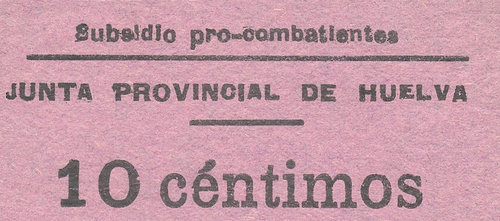 Subsidio pro-combatientes
JUNTA PROVINCIAL DE HUELVA
10 céntimos